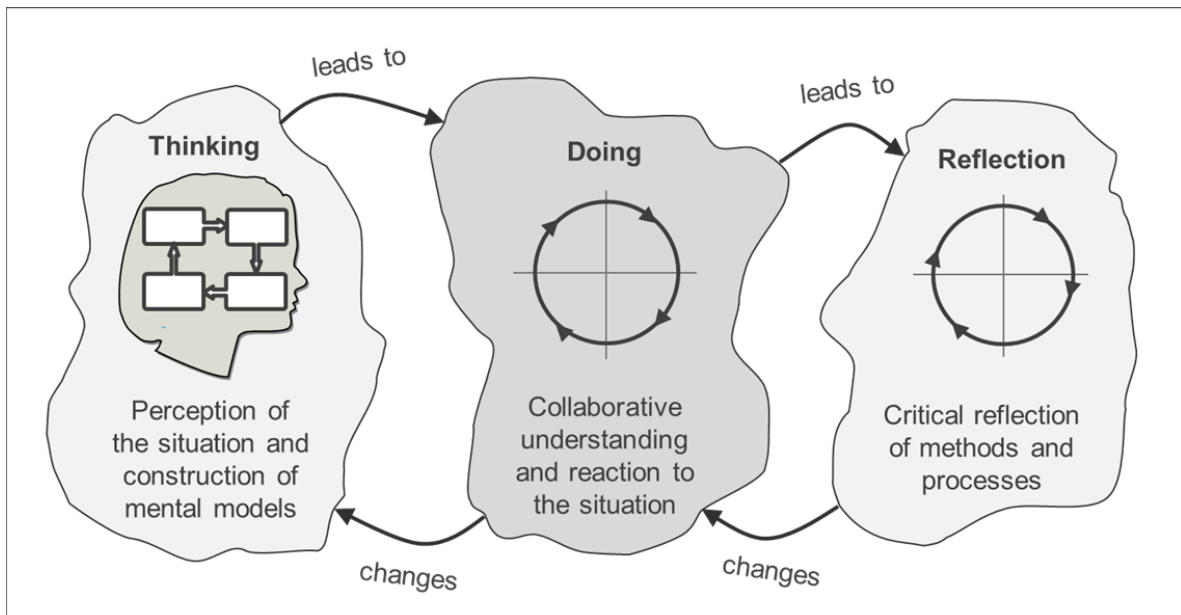 leads to
leads to
Thinking
Doing
Reflection
Perception of
the situation and
construction of
mental models
Collaborative
understanding
and reaction to
the situation
Critical reflection
of methods and
processes
changes
changes